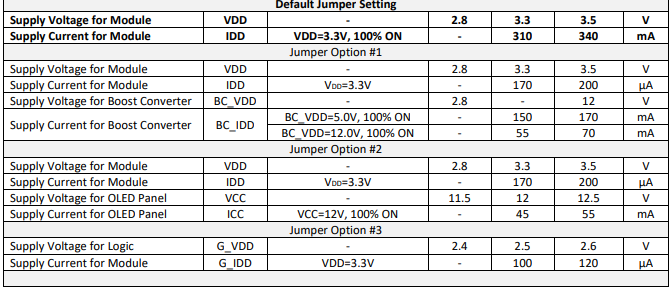 Default Jumper Setting
Supply Voltage for Module VDD - 2.8 3.3 3.5 V
Supply Current for Module IDD VDD=3.3V, 100% ON - 310 340 mA
Jumper Option #1
Supply Voltage for Module VDD - 2.8 3.3 3.5 V
Supply Current for Module IDD VDD=3.3V - 170 200 µA
Supply Voltage for Boost Converter BC_VDD - 2.8 - 12 V
Supply Current for Boost Converter BC_IDD BC_VDD=5.0V, 100% ON - 150 170 mA
BC_VDD=12.0V, 100% ON - 55 70 mA
Jumper Option #2
Supply Voltage for Module VDD - 2.8 3.3 3.5 V
Supply Current for Module IDD VDD=3.3V - 170 200 µA
Supply Voltage for OLED Panel VCC - 11.5 12 12.5 V
Supply Current for OLED Panel ICC VCC=12V, 100% ON - 45 55 mA
Jumper Option #3
Supply Voltage for Logic G_VDD - 2.4 2.5 2.6 V
Supply Current for Module G_IDD VDD=3.3V - 100 120 µA